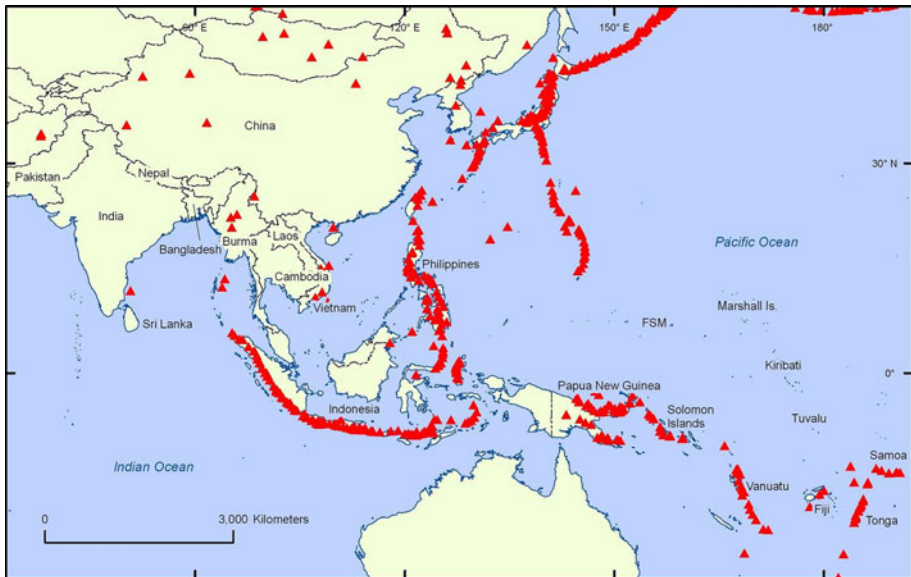 60° E
120° E
150° E
180°
China
30° N
Pakistan
Nepal
India
Pacific Ocean
Bangladesh
Burma
Laos
Philippines
Cambodia
Vietnam
Marshall Is.
Sri Lanka
FSM
Kiribati
0°
Papua New Guinea
Indonesia
Solomon
Islands
Tuvalu
Samoa
Indian Ocean
Vanuatu
Fiji
Tonga
0
3,000 Kilometers